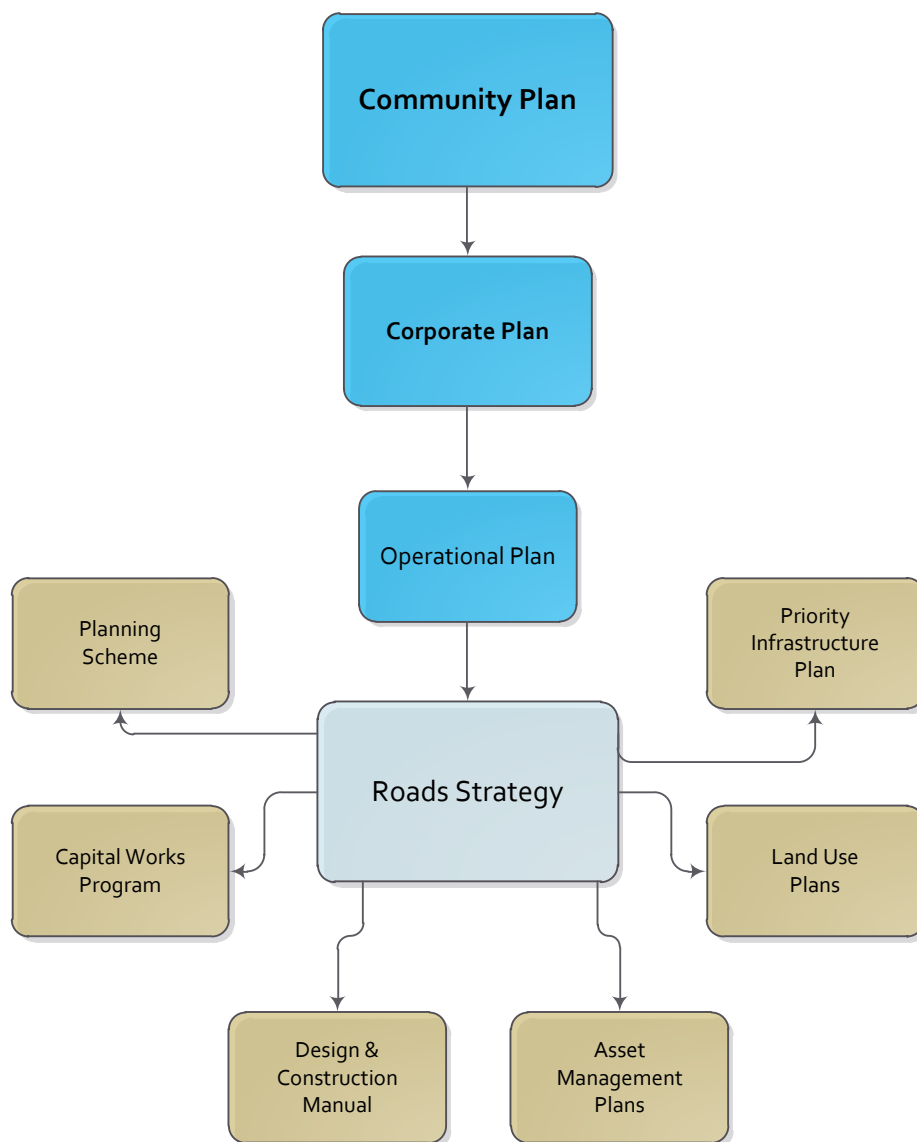 Community Plan
Corporate Plan
Operational Plan
Planning
Scheme
Priority
Infrastructure
Plan
Roads Strategy
Capital Works
Program
Land Use
Plans
Design &
Construction
Manual
Asset
Management
Plans